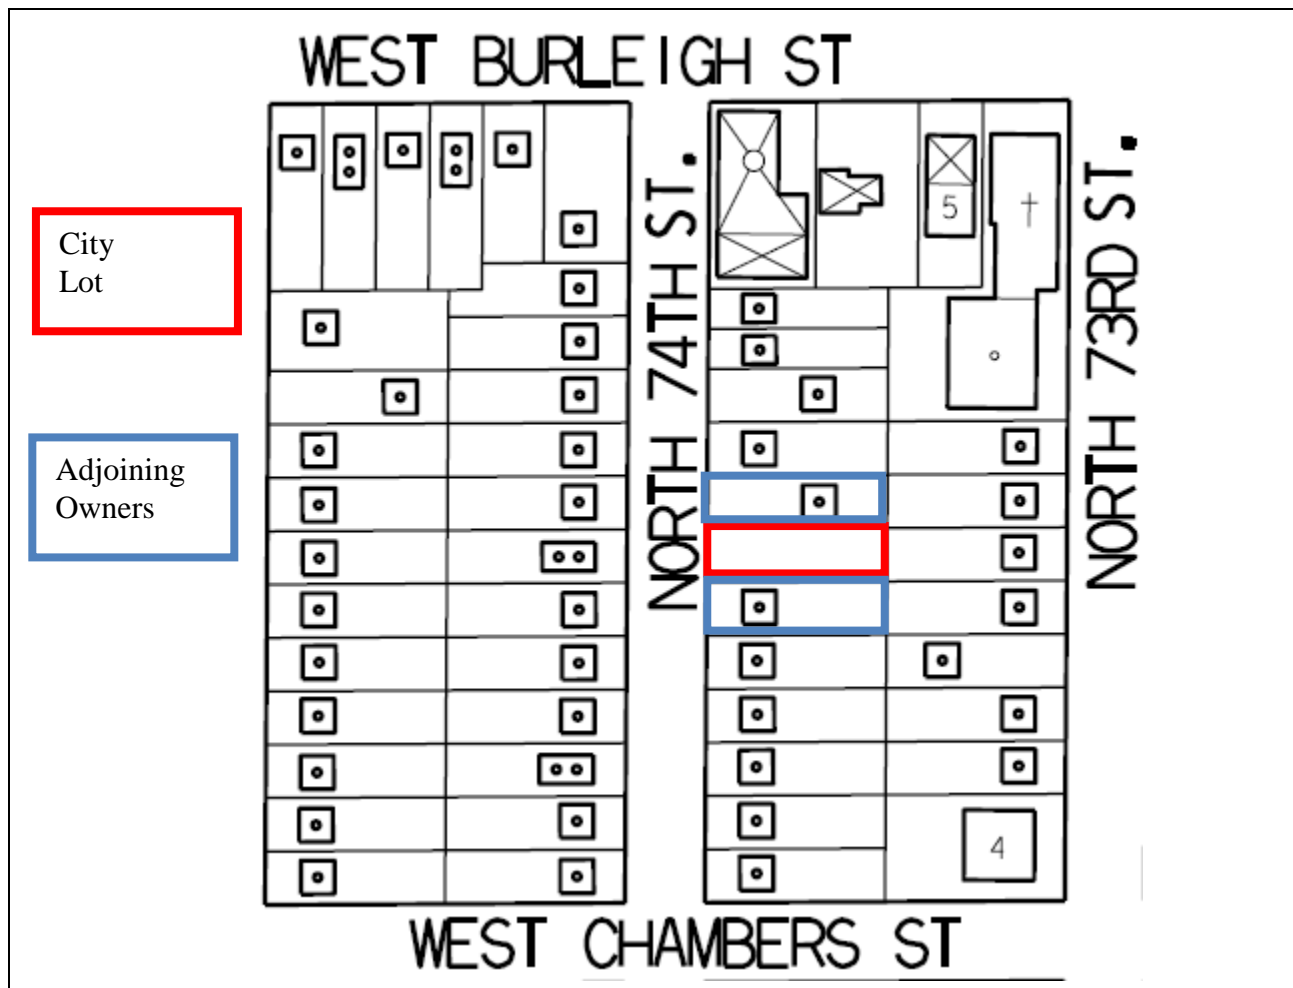 WEST BURLEIGH ST
City
Lot
Adjoining
Owners
NORTH 74TH ST.
5
NORTH 73RD ST.
4
WEST CHAMBERS ST